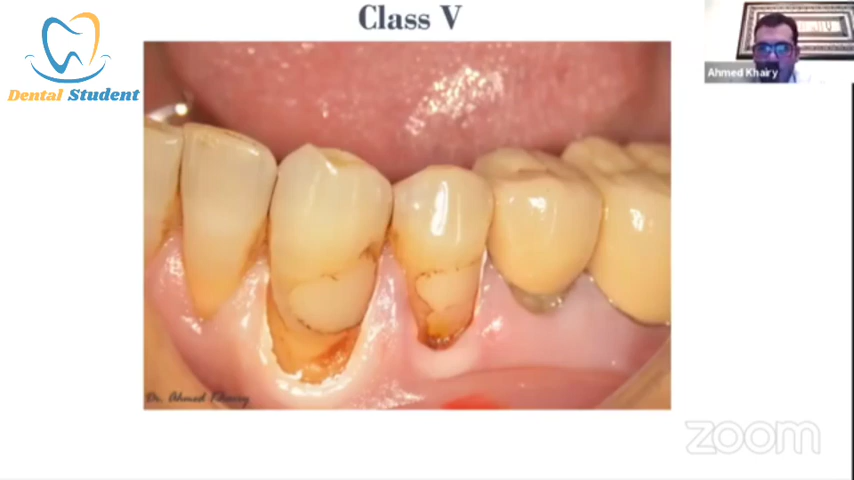 Class V
Dental Student
Ahmed Khairy
Dr. Ahmed Khairy
zoom